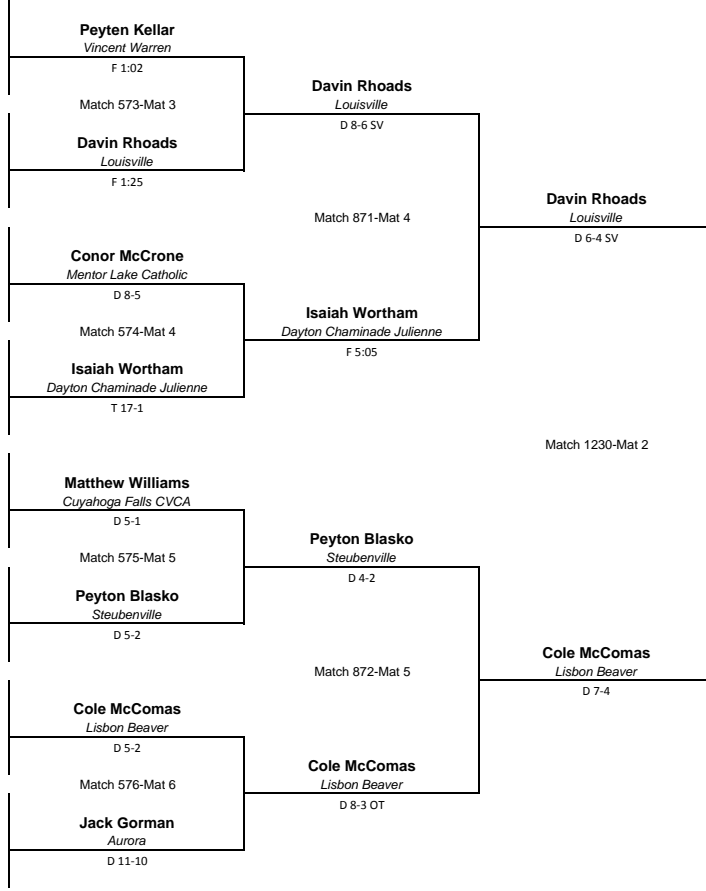 Peyten Kellar
Vincent Warren
F 1:02
Match 573-Mat 3
Davin Rhoads
Louisville
F 1:25
Conor McCrone
Mentor Lake Catholic
D 8-5
Match 574-Mat 4
Isaiah Wortham
Dayton Chaminade Julienne
T 17-1
Matthew Williams
Cuyahoga Falls CVCA
D 5-1
Match 575-Mat 5
Peyton Blasko
Steubenville
D 5-2
Cole McComas
Lisbon Beaver
D 5-2
Match 576-Mat 6
Jack Gorman
Aurora
D 11-10
Davin Rhoads
Louisville
D 8-6 SV
Match 871-Mat 4
Isaiah Wortham
Dayton Chaminade Julienne
F 5:05
Peyton Blasko
Steubenville
D 4-2
Match 872-Mat 5
Cole McComas
Lisbon Beaver
D 8-3 OT
Davin Rhoads
Louisville
D 6-4 SV
Match 1230-Mat 2
Cole McComas
Lisbon Beaver
D 7-4